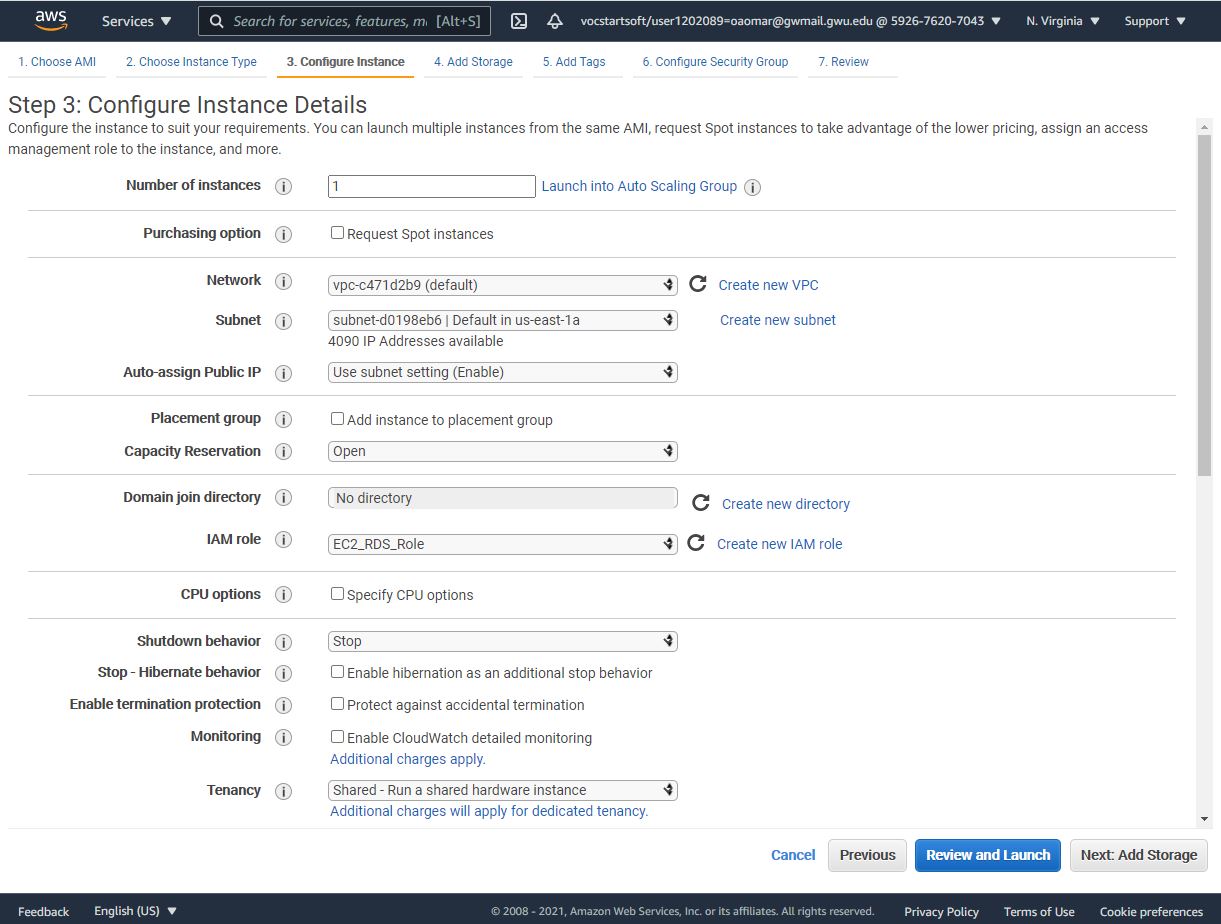 aws Services Search for services, features, m [Alt+S] vocstartsoft/user1202089=oaomar@gwmail.gwu.edu @ 5926-7620-7043 N. Virginia Support
1. Choose AMI 2. Choose Instance Type 3. Configure Instance 4. Add Storage 5. Add Tags 6. Configure Security Group 7. Review
Step 3: Configure Instance Details
Configure the instance to suit your requirements. You can launch multiple instances from the same AMI, request Spot instances to take advantage of the lower pricing, assign an access
management role to the instance, and more.
Number of instances i 1 Launch into Auto Scaling Group i
Purchasing option i Request Spot instances
Network i vpc-c471d2b9 (default) Create new VPC
Subnet i subnet-d0198eb6 | Default in us-east-1a Create new subnet
4090 IP Addresses available
Auto-assign Public IP i Use subnet setting (Enable)
Placement group i Add instance to placement group
Capacity Reservation i Open
Domain join directory i No directory Create new directory
IAM role i EC2_RDS_Role Create new IAM role
CPU options i Specify CPU options
Shutdown behavior i Stop
Stop - Hibernate behavior i Enable hibernation as an additional stop behavior
Enable termination protection i Protect against accidental termination
Monitoring i Enable CloudWatch detailed monitoring
Additional charges apply.
Tenancy i Shared - Run a shared hardware instance
Additional charges will apply for dedicated tenancy.
Cancel Previous Review and Launch Next: Add Storage
Feedback English (US) © 2008 - 2021, Amazon Web Services, Inc. or its affiliates. All rights reserved. Privacy Policy Terms of Use Cookie preferences